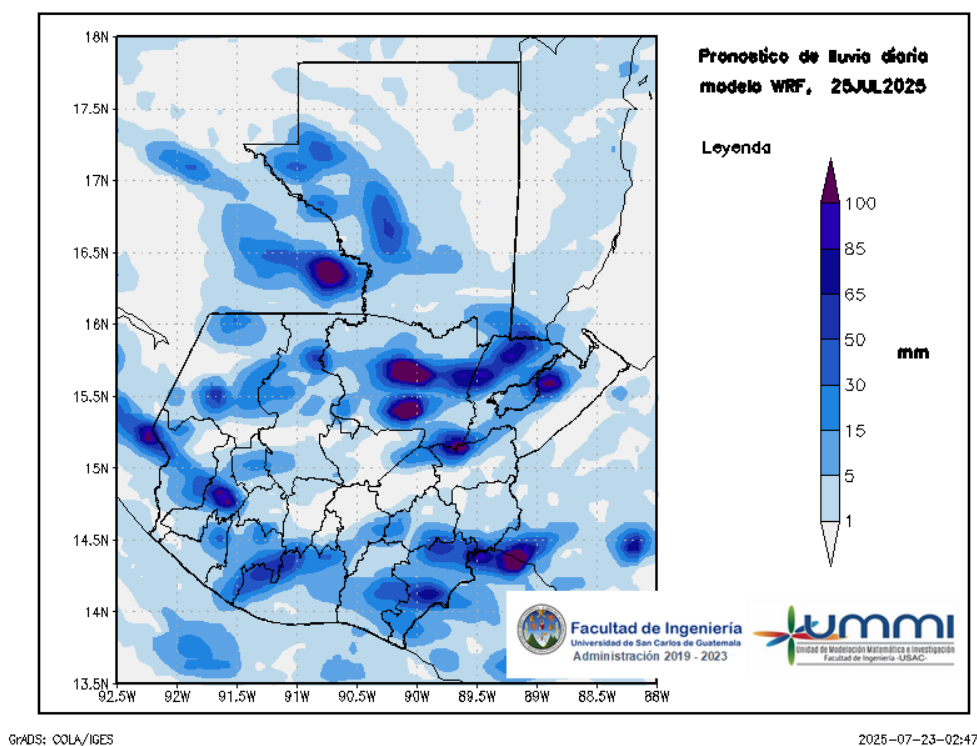 Pronostico de lluvia diaria
modelo WRF, 25JUL2025
Leyenda
100
85
65
50
30
15
5
1
mm
18N
17.5N
17N
16.5N
16N
15.5N
15N
14.5N
14N
13.5N
92.5W
92W
91.5W
91W
90.5W
90W
89.5W
89W
88.5W
88W
Facultad de Ingeniería
Universidad de San Carlos de Guatemala
Administración 2019 - 2023
ummi
Unidad de Modelación Matemática e Investigación
Facultad de Ingeniería -USAC-
GrADS: COLA/IGES
2025-07-23-02:47